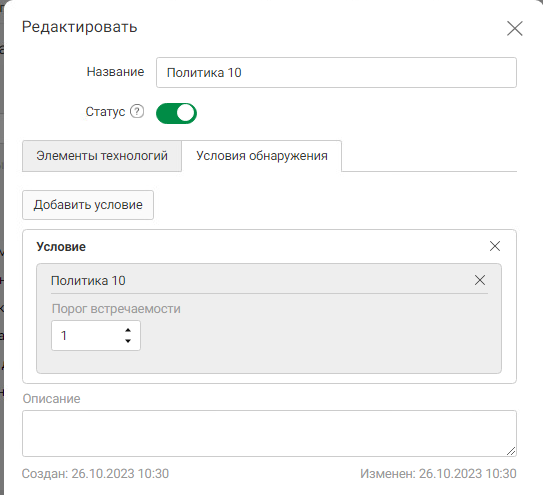 Редактировать
Название Политика 10
Статус ?
Элементы технологий Условия обнаружения
Добавить условие
Условие
Политика 10
Порог встречаемости
1
Описание
Создан: 26.10.2023 10:30 Изменен: 26.10.2023 10:30